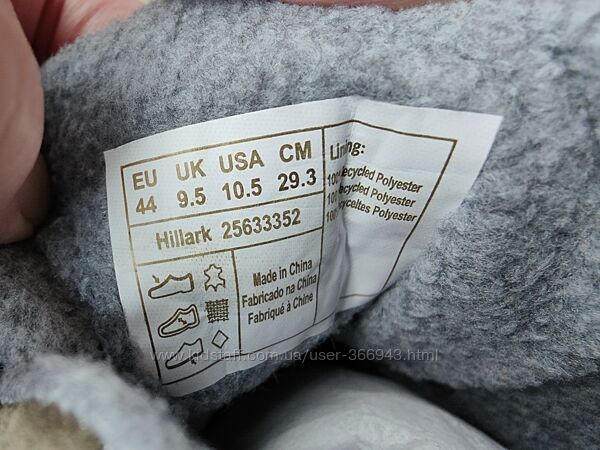 EU UK USA CM
44 9.5 10.5 29.3
Hillark 25633352
Made in China
Fabricado na China
Fabriqué à Chine
Lining:
Recycled Polyester
Recycled Polyester
Polyester
www.kidstaff.com.ua/user-366943.html